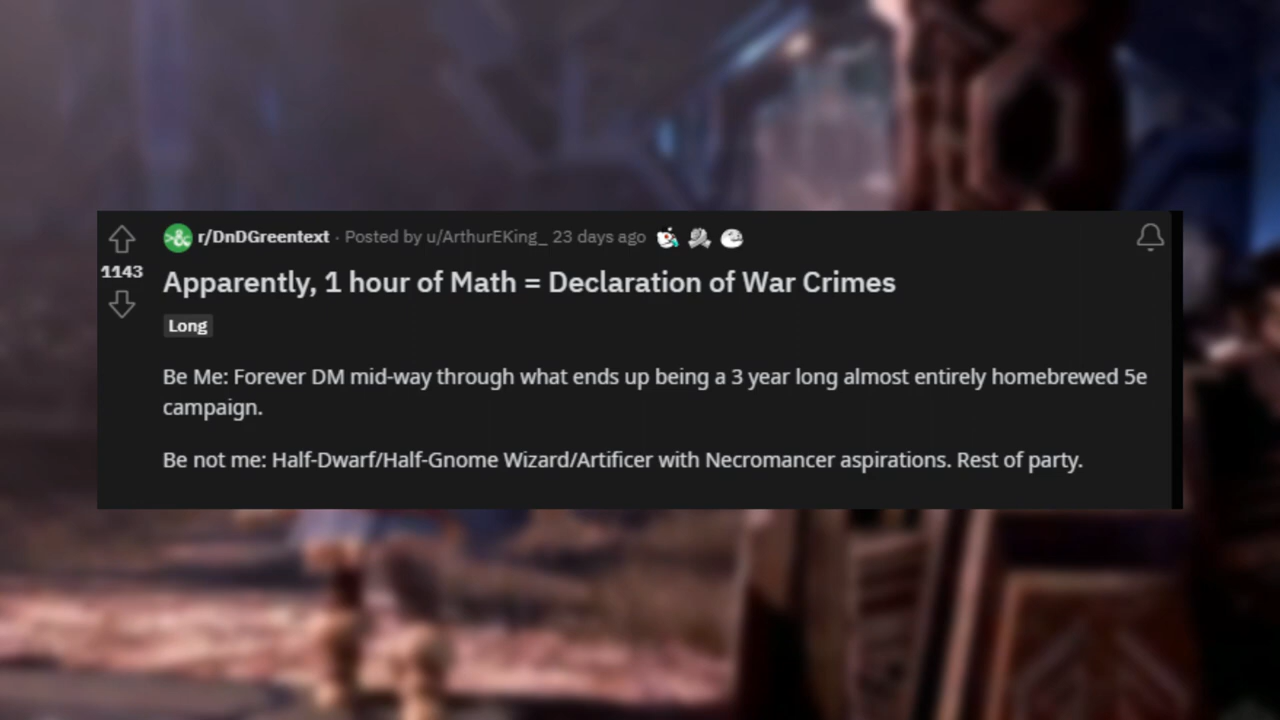 r/DnDGreentext · Posted by u/ArthurEKing_ 23 days ago
1143
Apparently, 1 hour of Math = Declaration of War Crimes
Long
Be Me: Forever DM mid-way through what ends up being a 3 year long almost entirely homebrewed 5e
campaign.
Be not me: Half-Dwarf/Half-Gnome Wizard/Artificer with Necromancer aspirations. Rest of party.